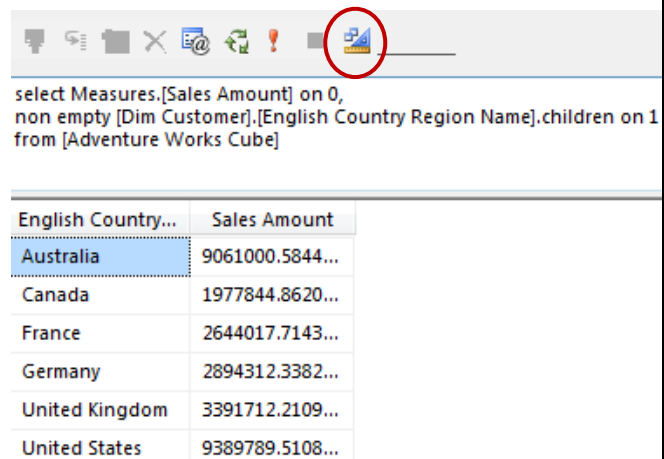 select Measures.[Sales Amount] on 0,
non empty [Dim Customer].[English Country Region Name].children on 1
from [Adventure Works Cube]
English Country... Sales Amount
Australia 9061000.5844...
Canada 1977844.8620...
France 2644017.7143...
Germany 2894312.3382...
United Kingdom 3391712.2109...
United States 9389789.5108...